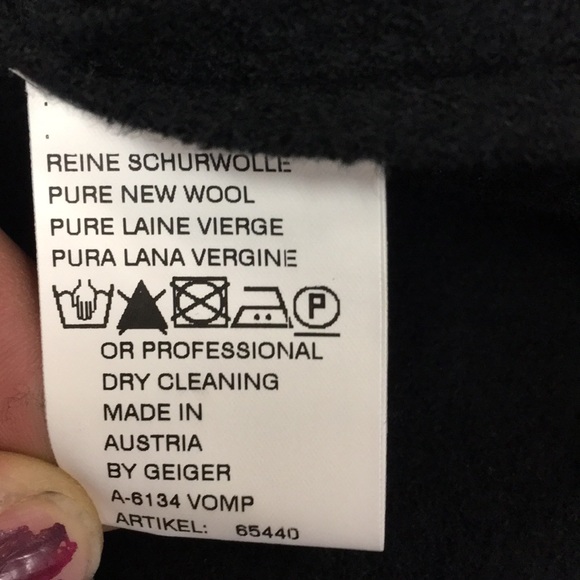 REINE SCHURWOLLE
PURE NEW WOOL
PURE LAINE VIERGE
PURA LANA VERGINE
P
OR PROFESSIONAL
DRY CLEANING
MADE IN
AUSTRIA
BY GEIGER
A-6134 VOMP
ARTIKEL: 65440